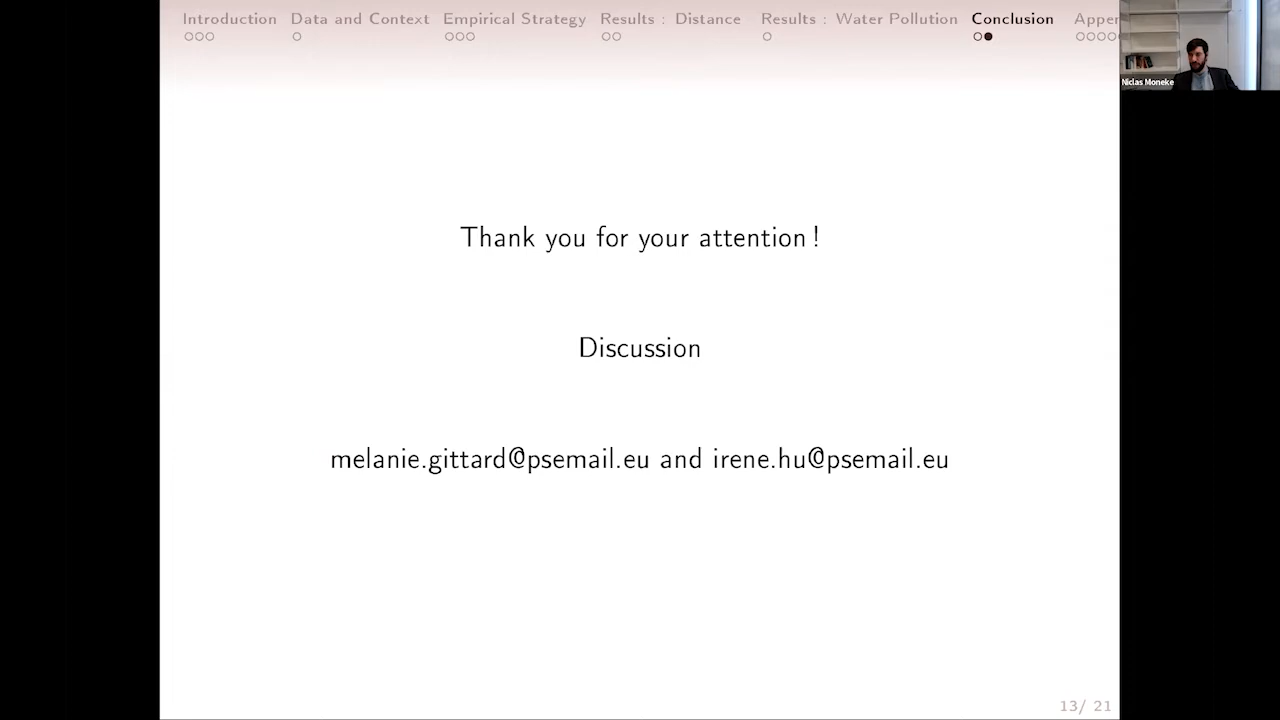 Introduction Data and Context Empirical Strategy Results : Distance Results : Water Pollution Conclusion Appen
Niclas Moneke
Thank you for your attention !
Discussion
melanie.gittard@psemail.eu and irene.hu@psemail.eu
13/ 21